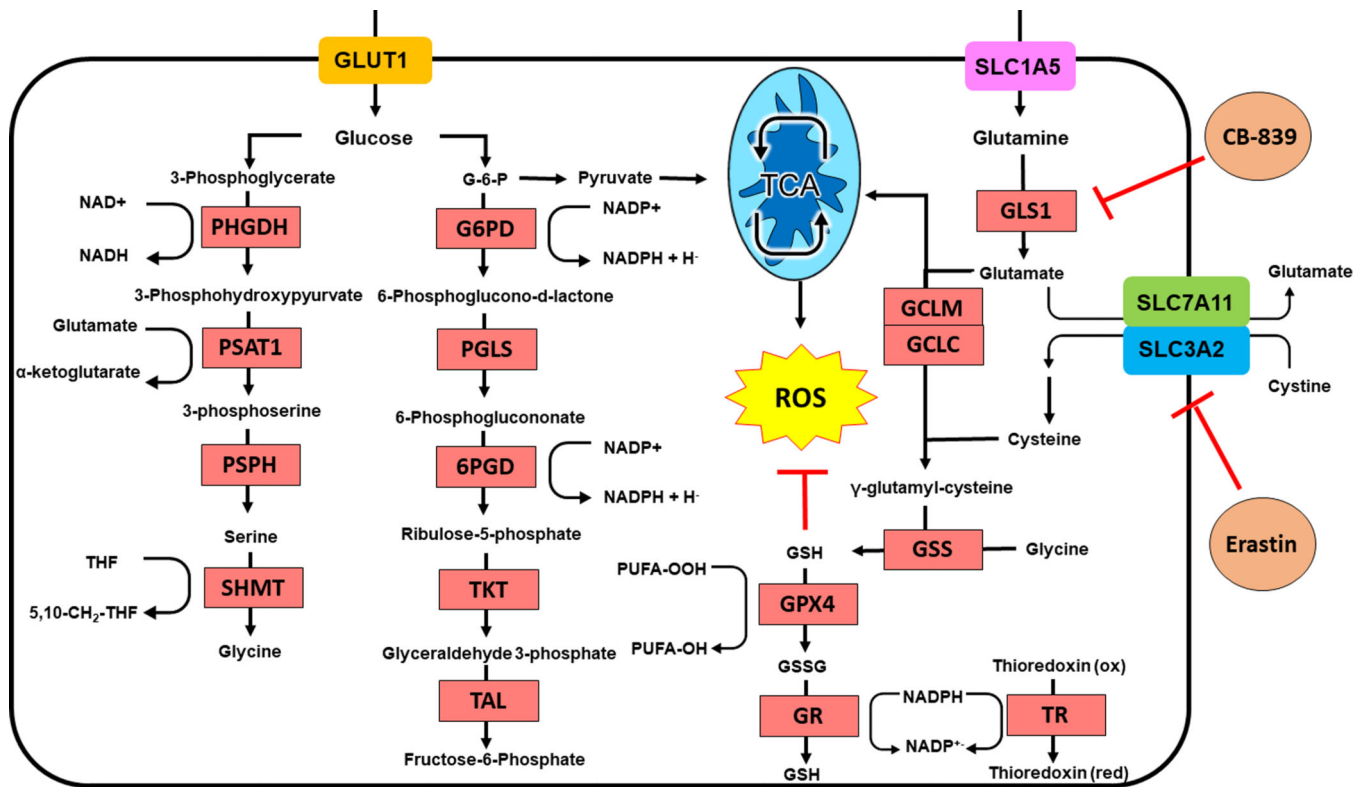 GLUT1
SLC1A5
Glucose
Glutamine
CB-839
3-Phosphoglycerate
G-6-P
Pyruvate
TCA
NAD+
PHGDH
NADH
G6PD
NADP+
NADPH + H-
GLS1
3-Phosphohydroxypyurvate
6-Phosphoglucono-d-lactone
Glutamate
Glutamate
SLC7A11
SLC3A2
Cystine
GCLM
GCLC
Glutamate
PSAT1
α-ketoglutarate
PGLS
ROS
3-phosphoserine
6-Phosphogluconate
Cysteine
PSPH
6PGD
NADP+
NADPH + H-
γ-glutamyl-cysteine
Serine
Ribulose-5-phosphate
GSH
GSS
Glycine
Erastin
THF
SHMT
5,10-CH₂-THF
TKT
PUFA-OOH
GPX4
PUFA-OH
Glycine
Glyceraldehyde 3-phosphate
GSSG
Thioredoxin (ox)
TAL
GR
NADPH
NADP⁺-
TR
Fructose-6-Phosphate
GSH
Thioredoxin (red)